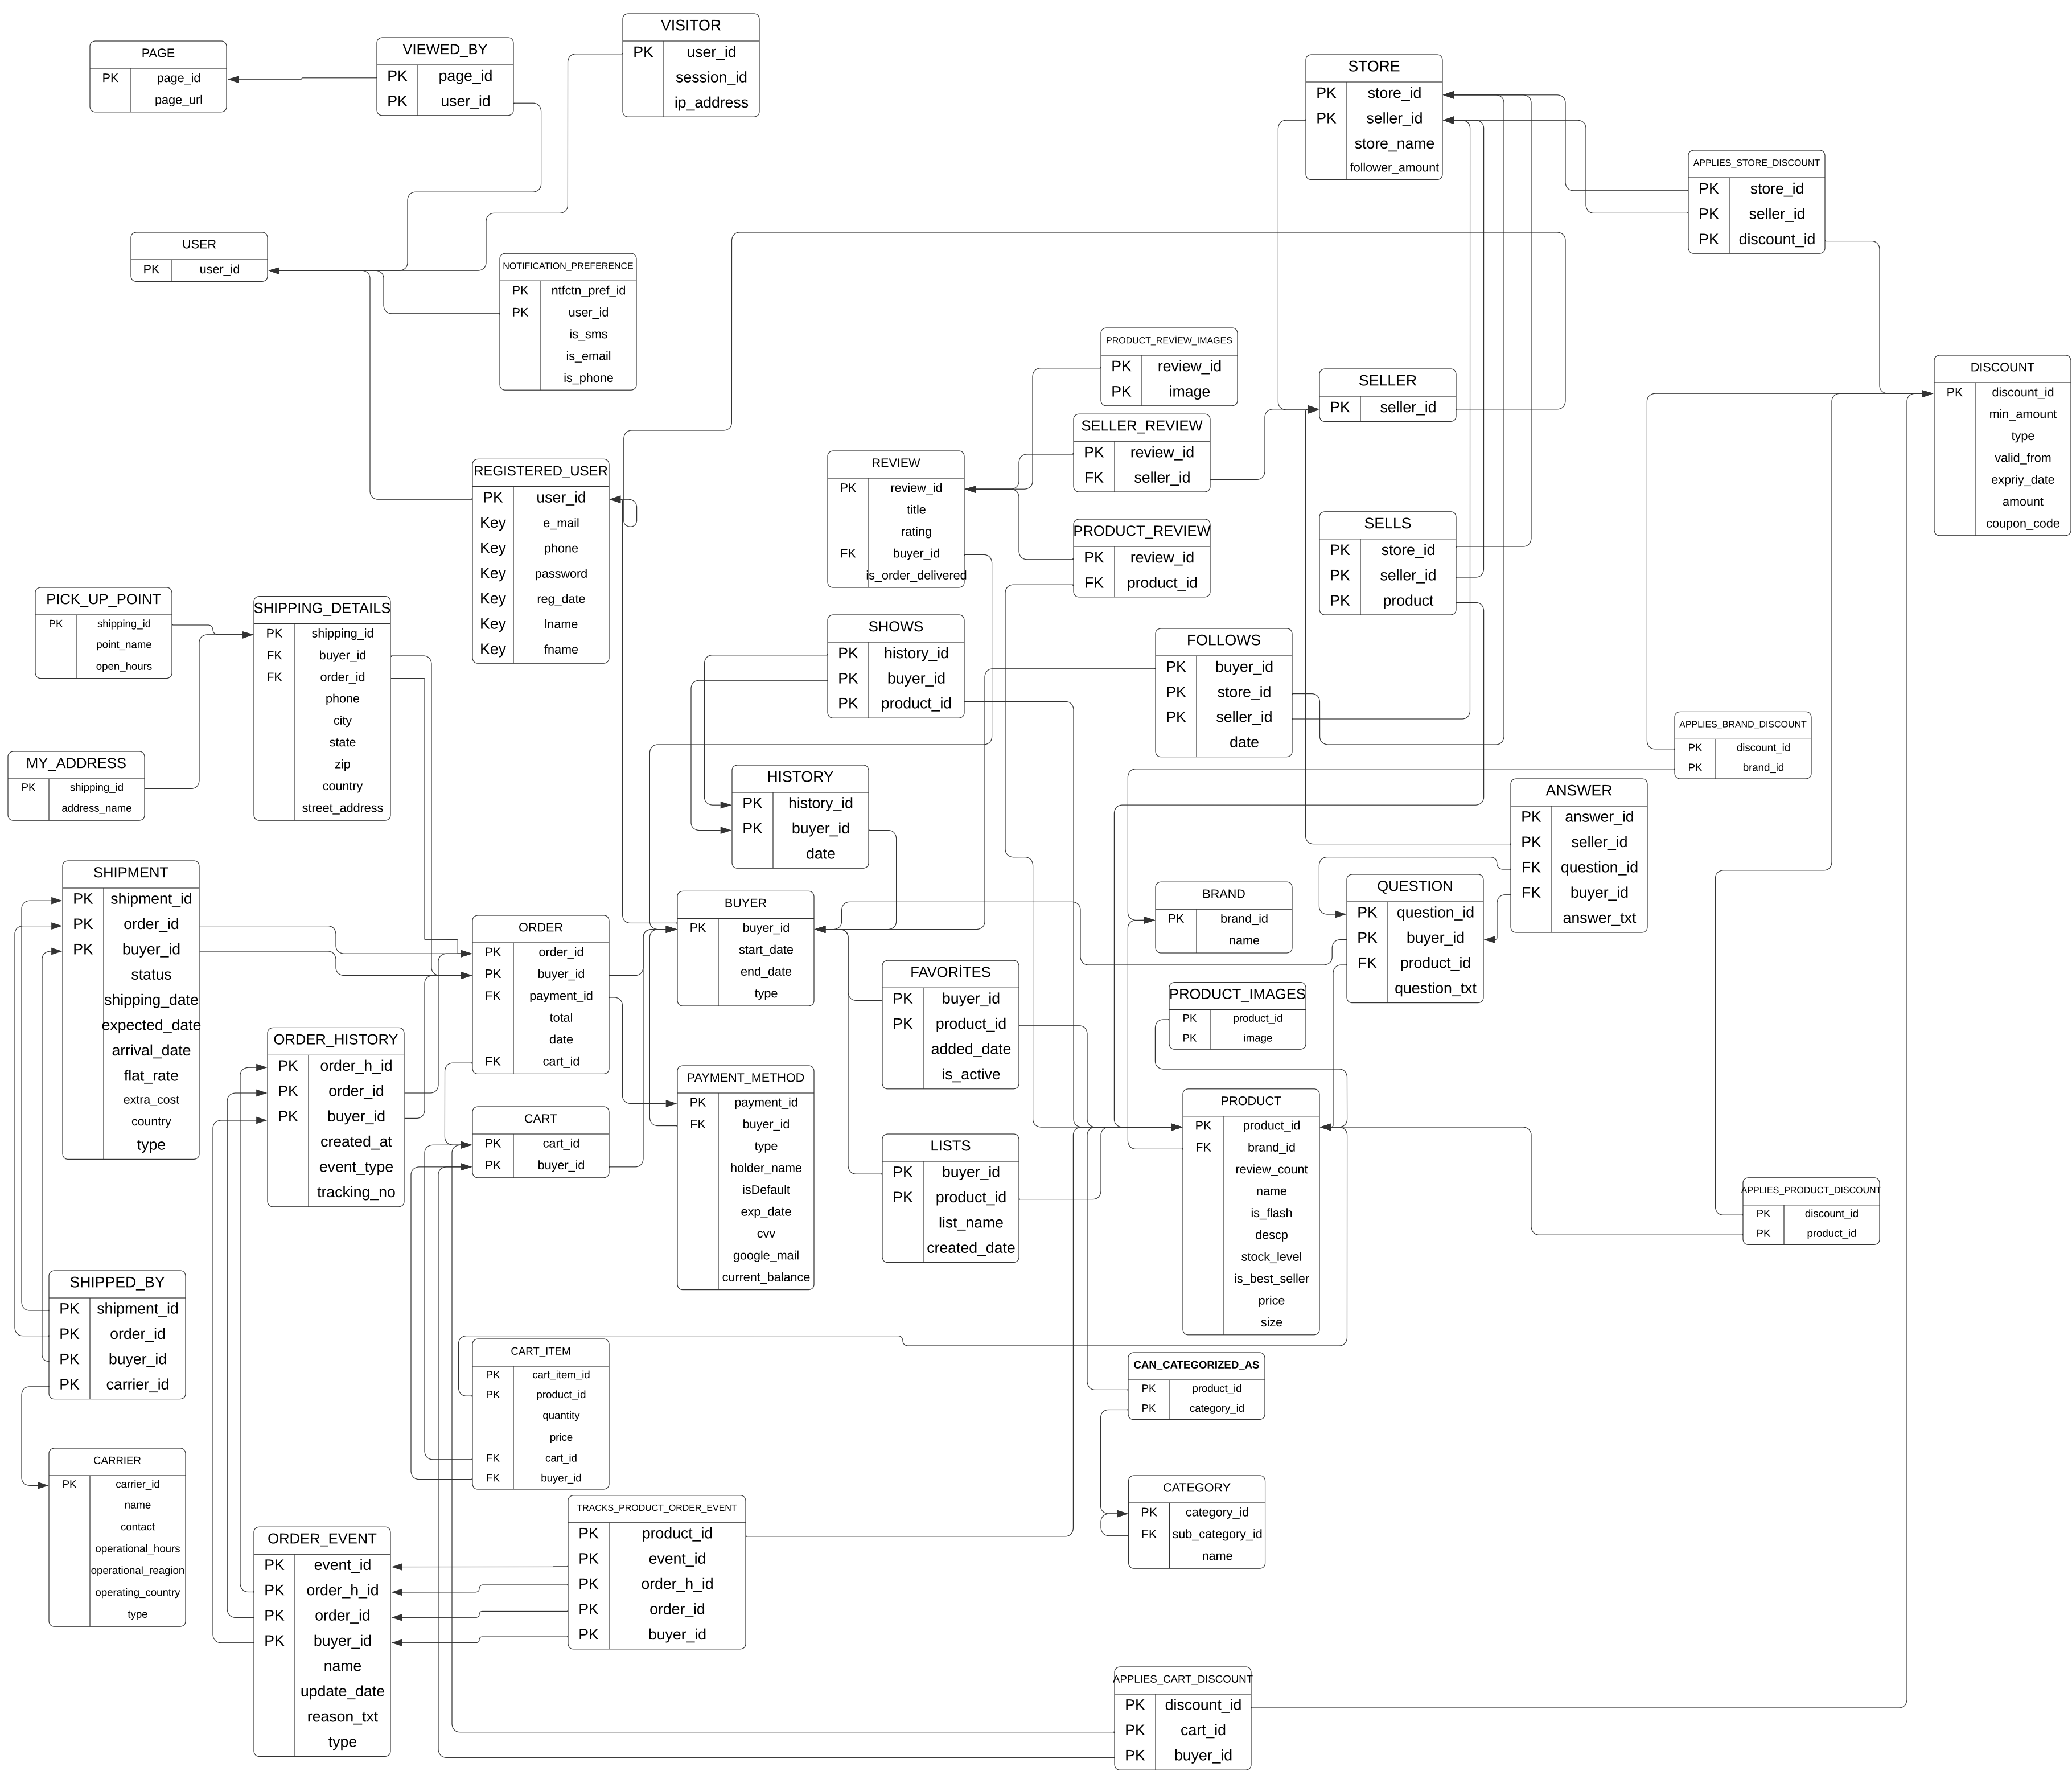 VISITOR
PK user_id
session_id
ip_address
PAGE
PK page_id
page_url
VIEWED_BY
PK page_id
PK user_id
STORE
PK store_id
PK seller_id
store_name
follower_amount
APPLIES_STORE_DISCOUNT
PK store_id
PK seller_id
PK discount_id
USER
PK user_id
NOTIFICATION_PREFERENCE
PK ntfctn_pref_id
PK user_id
is_sms
is_email
is_phone
PRODUCT_REVİEW_IMAGES
PK review_id
PK image
SELLER
PK seller_id
DISCOUNT
PK discount_id
min_amount
type
valid_from
expriy_date
amount
coupon_code
SELLER_REVIEW
PK review_id
FK seller_id
REGISTERED_USER
PK user_id
Key e_mail
Key phone
Key password
Key reg_date
Key lname
Key fname
REVIEW
PK review_id
title
rating
FK buyer_id
is_order_delivered
PRODUCT_REVIEW
PK review_id
FK product_id
SELLS
PK store_id
PK seller_id
PK product
PICK_UP_POINT
PK shipping_id
point_name
open_hours
SHIPPING_DETAILS
PK shipping_id
FK buyer_id
FK order_id
phone
city
state
zip
country
street_address
SHOWS
PK history_id
PK buyer_id
PK product_id
FOLLOWS
PK buyer_id
PK store_id
PK seller_id
date
APPLIES_BRAND_DISCOUNT
PK discount_id
PK brand_id
MY_ADDRESS
PK shipping_id
address_name
HISTORY
PK history_id
PK buyer_id
date
ANSWER
PK answer_id
PK seller_id
FK question_id
FK buyer_id
answer_txt
SHIPMENT
PK shipment_id
PK order_id
PK buyer_id
status
shipping_date
expected_date
arrival_date
flat_rate
extra_cost
country
type
ORDER
PK order_id
PK buyer_id
FK payment_id
total
date
FK cart_id
BUYER
PK buyer_id
start_date
end_date
type
BRAND
PK brand_id
name
QUESTION
PK question_id
PK buyer_id
FK product_id
question_txt
FAVORİTES
PK buyer_id
PK product_id
added_date
is_active
PRODUCT_IMAGES
PK product_id
PK image
ORDER_HISTORY
PK order_h_id
PK order_id
PK buyer_id
created_at
event_type
tracking_no
PAYMENT_METHOD
PK payment_id
FK buyer_id
type
holder_name
isDefault
exp_date
cvv
google_mail
current_balance
CART
PK cart_id
PK buyer_id
LISTS
PK buyer_id
PK product_id
list_name
created_date
PRODUCT
PK product_id
FK brand_id
review_count
name
is_flash
descp
stock_level
is_best_seller
price
size
APPLIES_PRODUCT_DISCOUNT
PK discount_id
PK product_id
SHIPPED_BY
PK shipment_id
PK order_id
PK buyer_id
PK carrier_id
CART_ITEM
PK cart_item_id
PK product_id
quantity
price
FK cart_id
FK buyer_id
CAN_CATEGORIZED_AS
PK product_id
PK category_id
CARRIER
PK carrier_id
name
contact
operational_hours
operational_reagion
operating_country
type
CATEGORY
PK category_id
FK sub_category_id
name
ORDER_EVENT
PK event_id
PK order_h_id
PK order_id
PK buyer_id
name
update_date
reason_txt
type
TRACKS_PRODUCT_ORDER_EVENT
PK product_id
PK event_id
PK order_h_id
PK order_id
PK buyer_id
APPLIES_CART_DISCOUNT
PK discount_id
PK cart_id
PK buyer_id